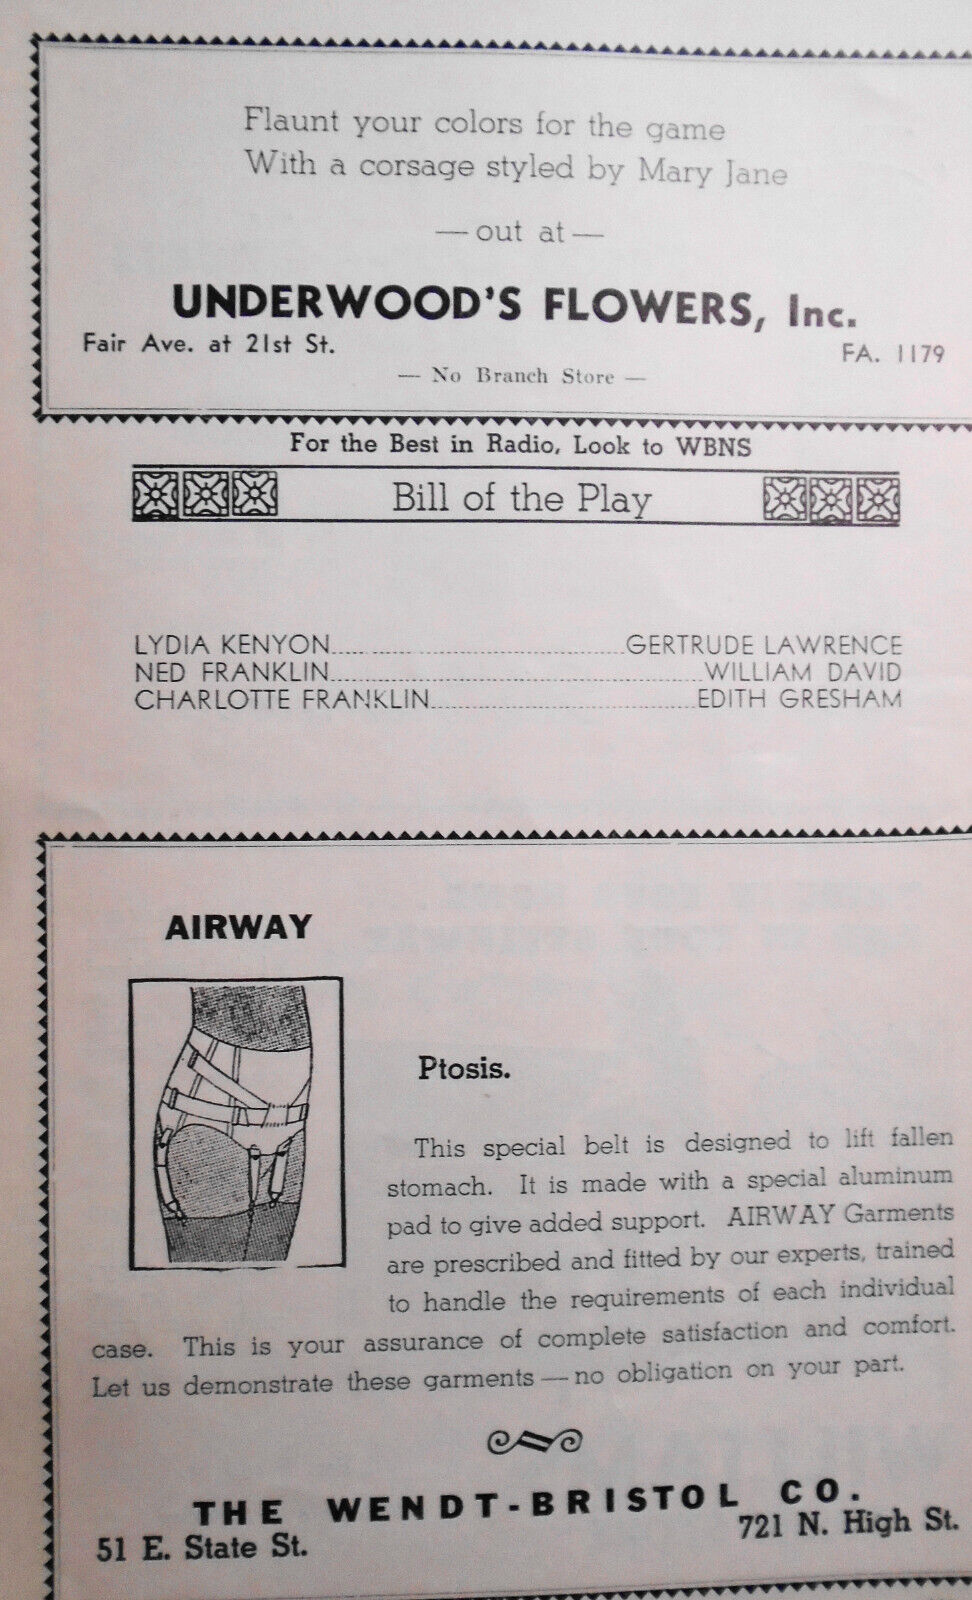 Flaunt your colors for the game
With a corsage styled by Mary Jane
— out at —
UNDERWOOD'S FLOWERS, Inc.
Fair Ave. at 21st St.
FA. 1179
— No Branch Store —
For the Best in Radio, Look to WBNS
Bill of the Play
LYDIA KENYON........................................GERTRUDE LAWRENCE
NED FRANKLIN........................................WILLIAM DAVID
CHARLOTTE FRANKLIN........................................EDITH GRESHAM
AIRWAY
Ptosis.
This special belt is designed to lift fallen
stomach. It is made with a special aluminum
pad to give added support. AIRWAY Garments
are prescribed and fitted by our experts, trained
to handle the requirements of each individual
case. This is your assurance of complete satisfaction and comfort.
Let us demonstrate these garments — no obligation on your part.
THE WENDT-BRISTOL CO.
51 E. State St.
721 N. High St.